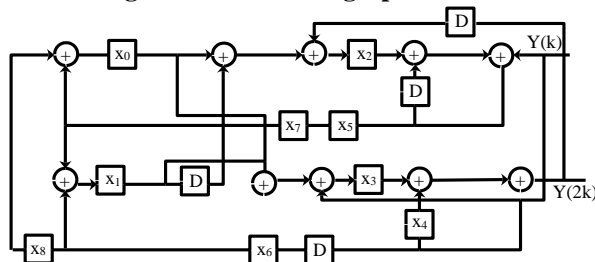 D
Y(k)
+ x₀ + + x₂ + +
D
x₇ x₅
+ x₁ D + + x₃ + +
Y(2k)
x₄
x₈ x₆ D